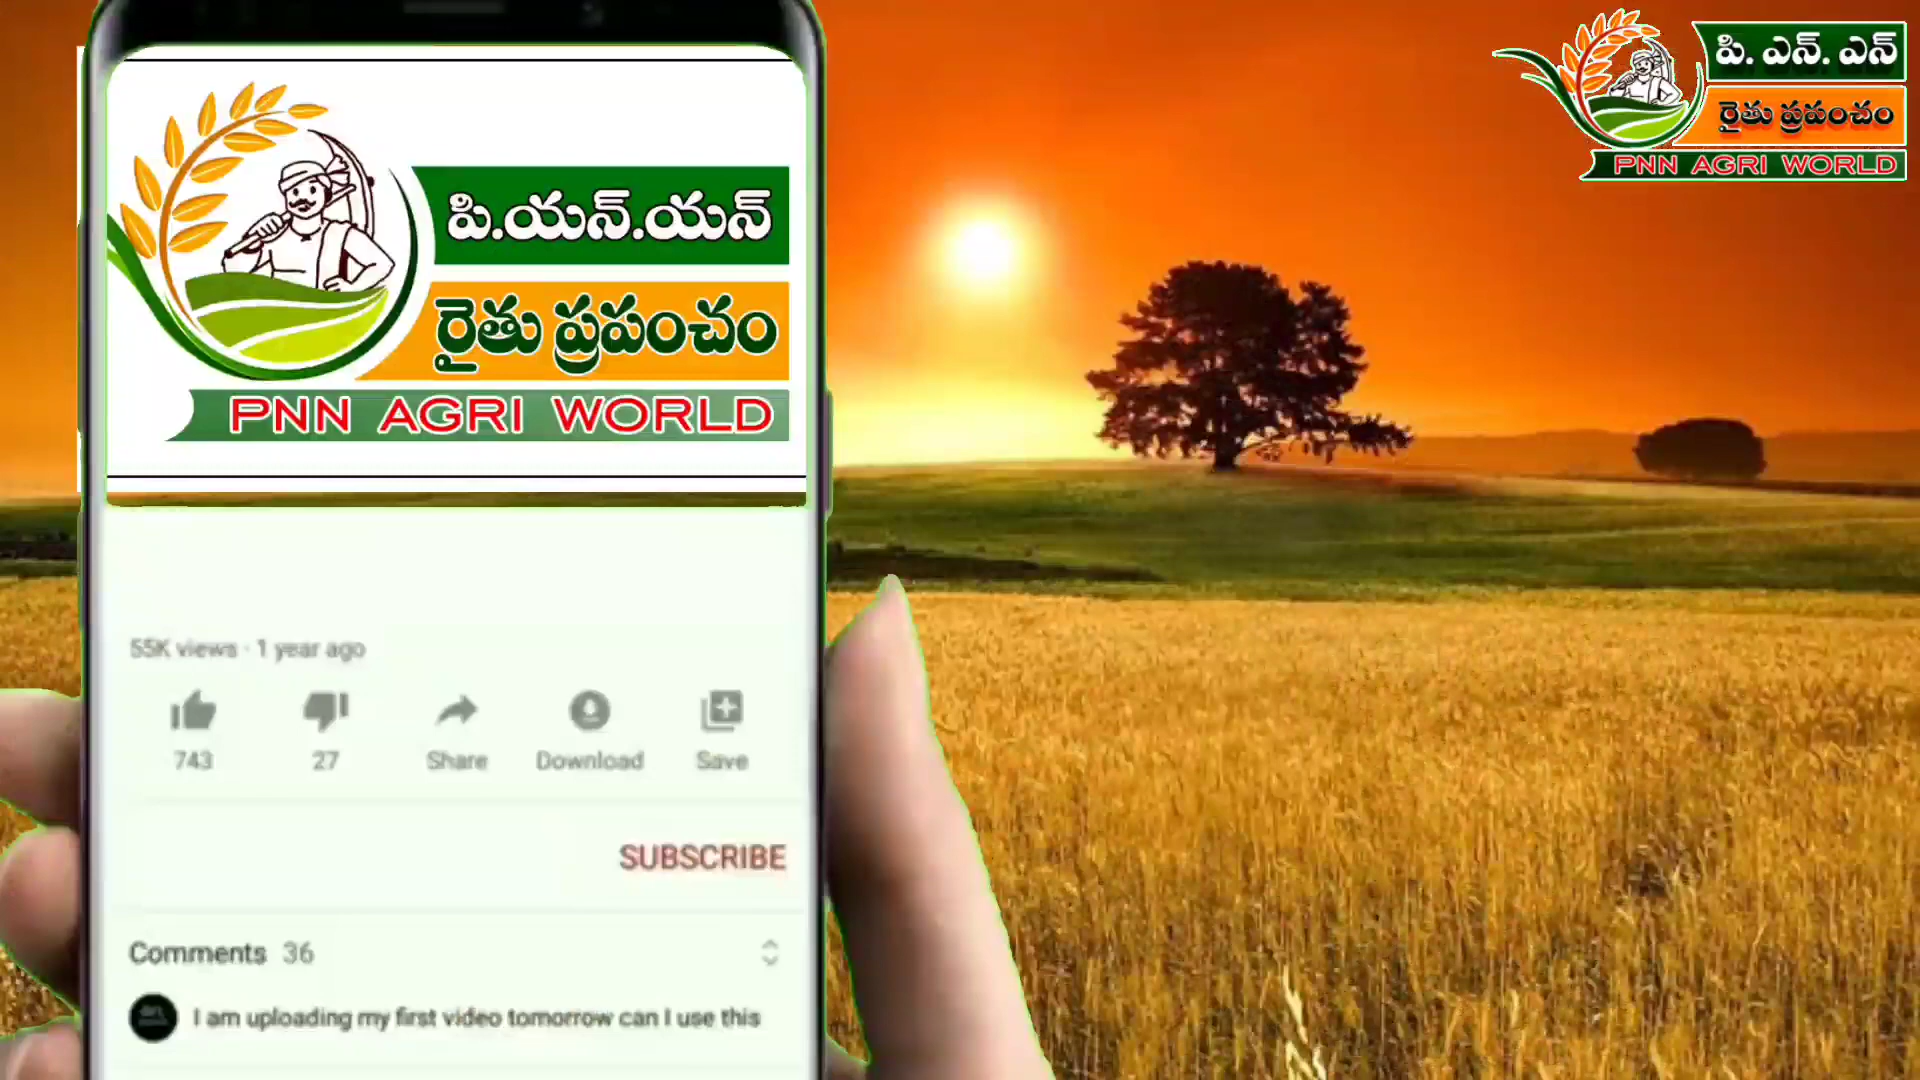 పి.యన్.యన్
రైతు ప్రపంచం
PNN AGRI WORLD
పి. ఎన్. ఎన్
రైతు ప్రపంచం
PNN AGRI WORLD
55K views · 1 year ago
743
27
Share
Download
Save
SUBSCRIBE
Comments 36
I am uploading my first video tomorrow can I use this